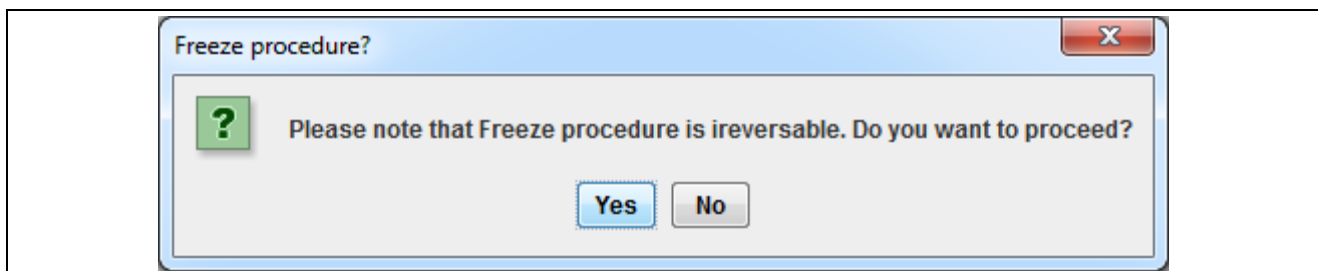 Freeze procedure?
?
Please note that Freeze procedure is ireversable. Do you want to proceed?
Yes No